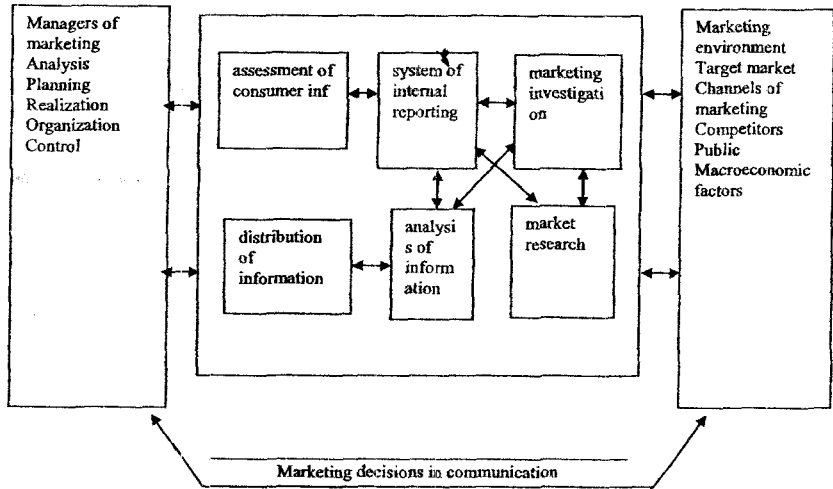 Managers of
marketing
Analysis
Planning
Realization
Organization
Control
assessment of
consumer inf
system of
internal
reporting
marketing
investigati
on
distribution
of
information
analysi
s of
inform
ation
market
research
Marketing
environment
Target market
Channels of
marketing
Competitors
Public
Macroeconomic
factors
Marketing decisions in communication